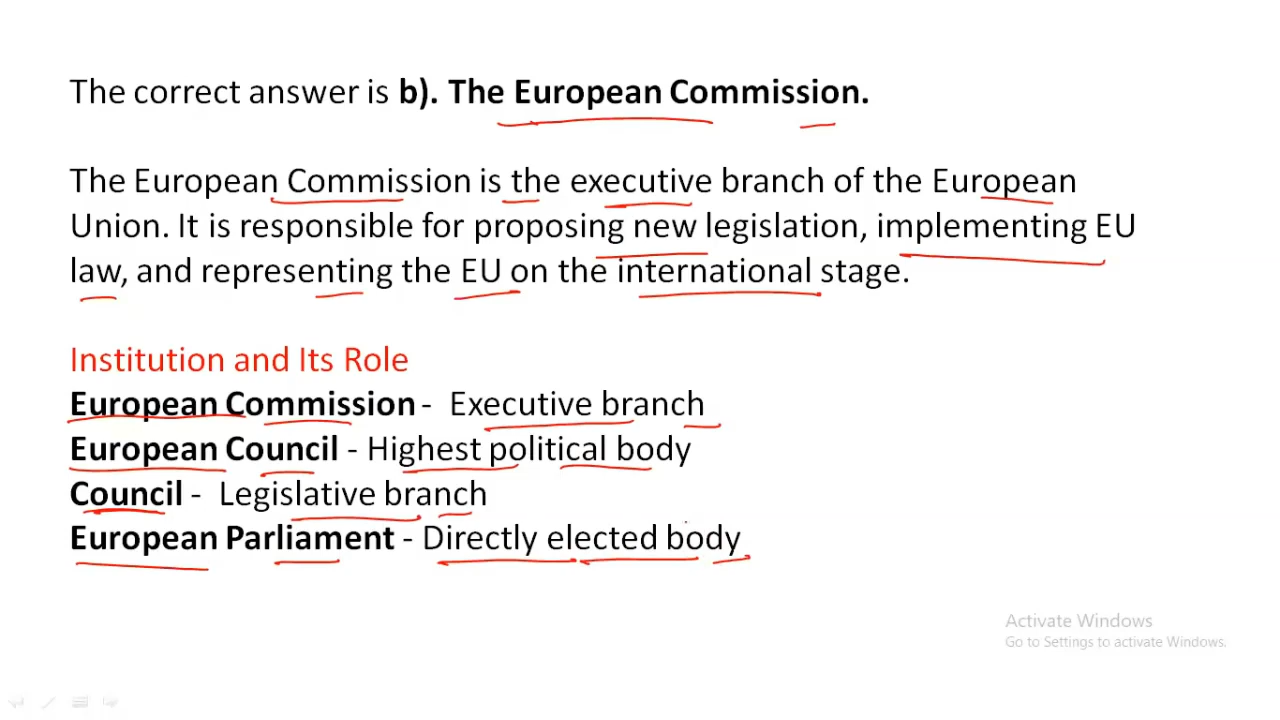 The correct answer is b). The European Commission.
The European Commission is the executive branch of the European
Union. It is responsible for proposing new legislation, implementing EU
law, and representing the EU on the international stage.
Institution and Its Role
European Commission -  Executive branch
European Council - Highest political body
Council -  Legislative branch
European Parliament - Directly elected body
Activate Windows
Go to Settings to activate Windows.